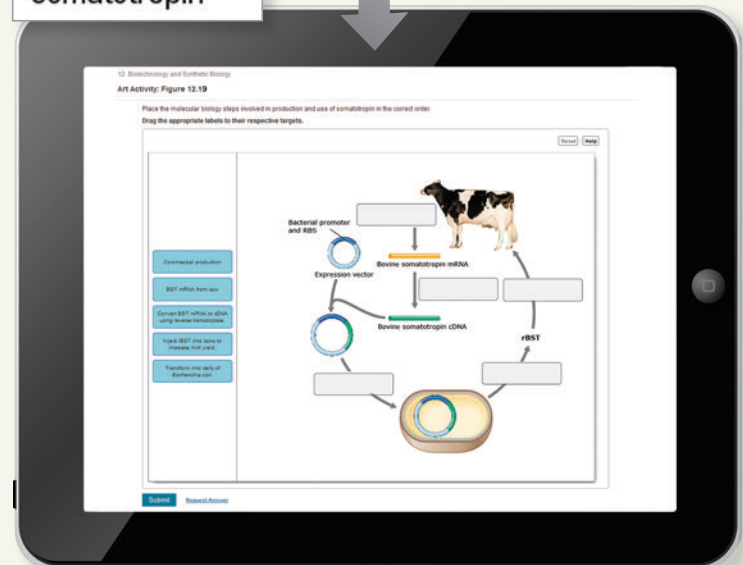 12. Biotechnology and Synthetic Biology
Art Activity: Figure 12.19
Place the molecular biology steps involved in production and use of somatotropin in the correct order.
Drag the appropriate labels to their respective targets.
Reset Help
Commercial production
BST mRNA from cow
Convert BST mRNA to cDNA
using reverse transcriptase
Inject rBST into cows to
increase milk yield.
Transform into cells of
Escherichia coli
Bacterial promoter
and RBS
Expression vector
Bovine somatotropin mRNA
Bovine somatotropin cDNA
rBST
Submit Request Answer